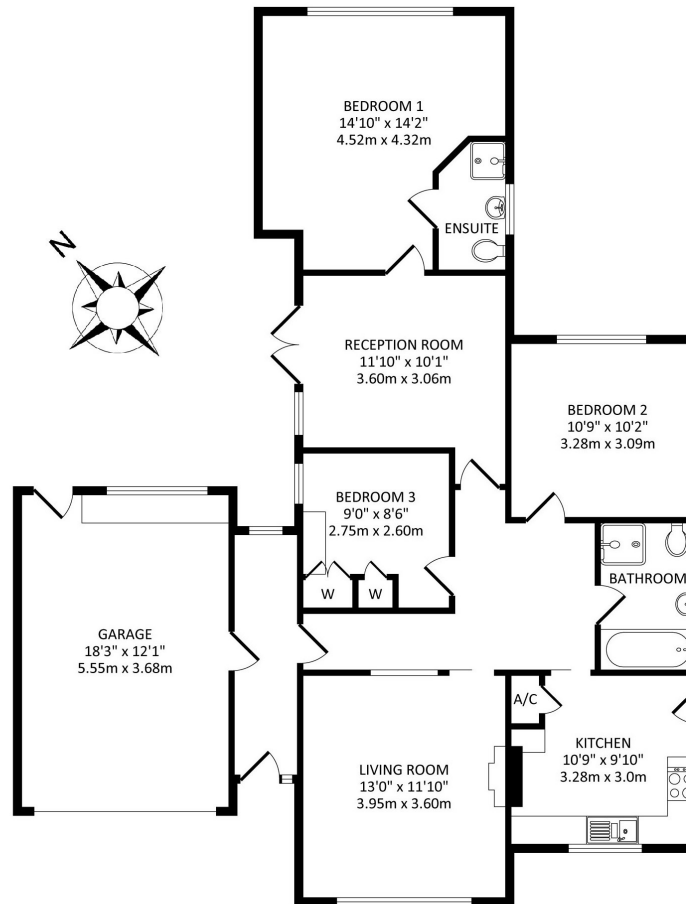 BEDROOM 1
14'10" x 14'2"
4.52m x 4.32m
ENSUITE
N
RECEPTION ROOM
11'10" x 10'1"
3.60m x 3.06m
BEDROOM 2
10'9" x 10'2"
3.28m x 3.09m
BEDROOM 3
9'0" x 8'6"
2.75m x 2.60m
W
W
BATHROOM
GARAGE
18'3" x 12'1"
5.55m x 3.68m
A/C
KITCHEN
10'9" x 9'10"
3.28m x 3.0m
LIVING ROOM
13'0" x 11'10"
3.95m x 3.60m